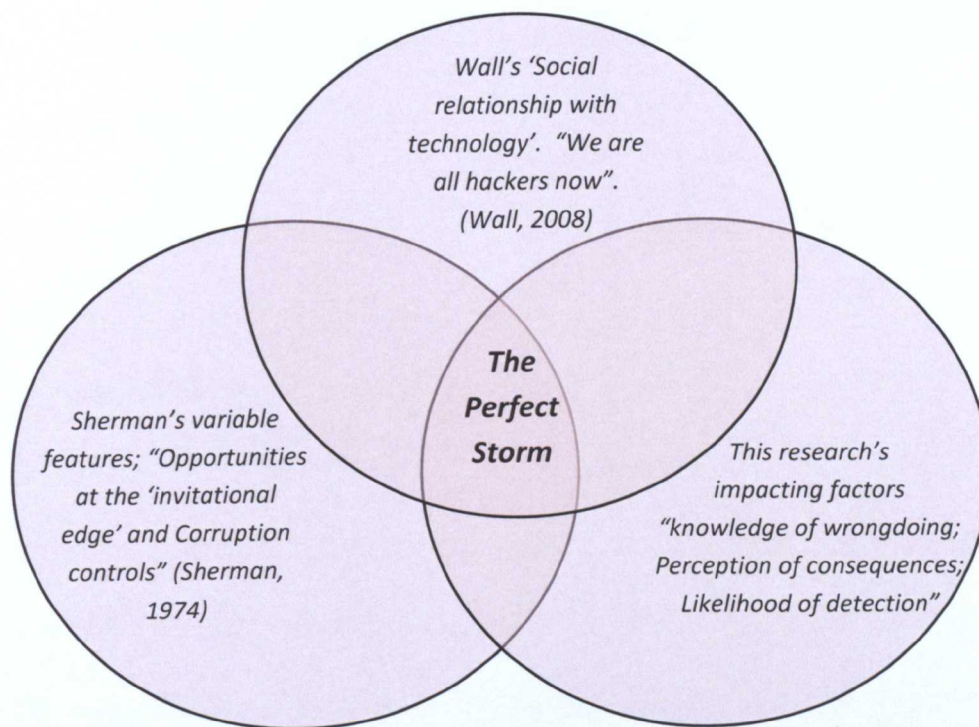 Wall’s ‘Social
relationship with
technology’.  “We are
all hackers now”.
(Wall, 2008)
The
Perfect
Storm
Sherman’s variable
features; “Opportunities
at the ‘invitational
edge’ and Corruption
controls” (Sherman,
1974)
This research’s
impacting factors
“knowledge of wrongdoing;
Perception of consequences;
Likelihood of detection”